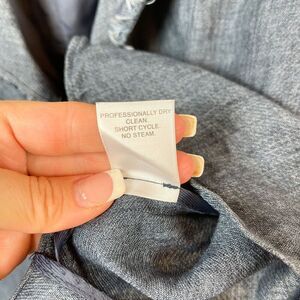 PROFESSIONALLY DRY
CLEAN.
SHORT CYCLE.
NO STEAM.